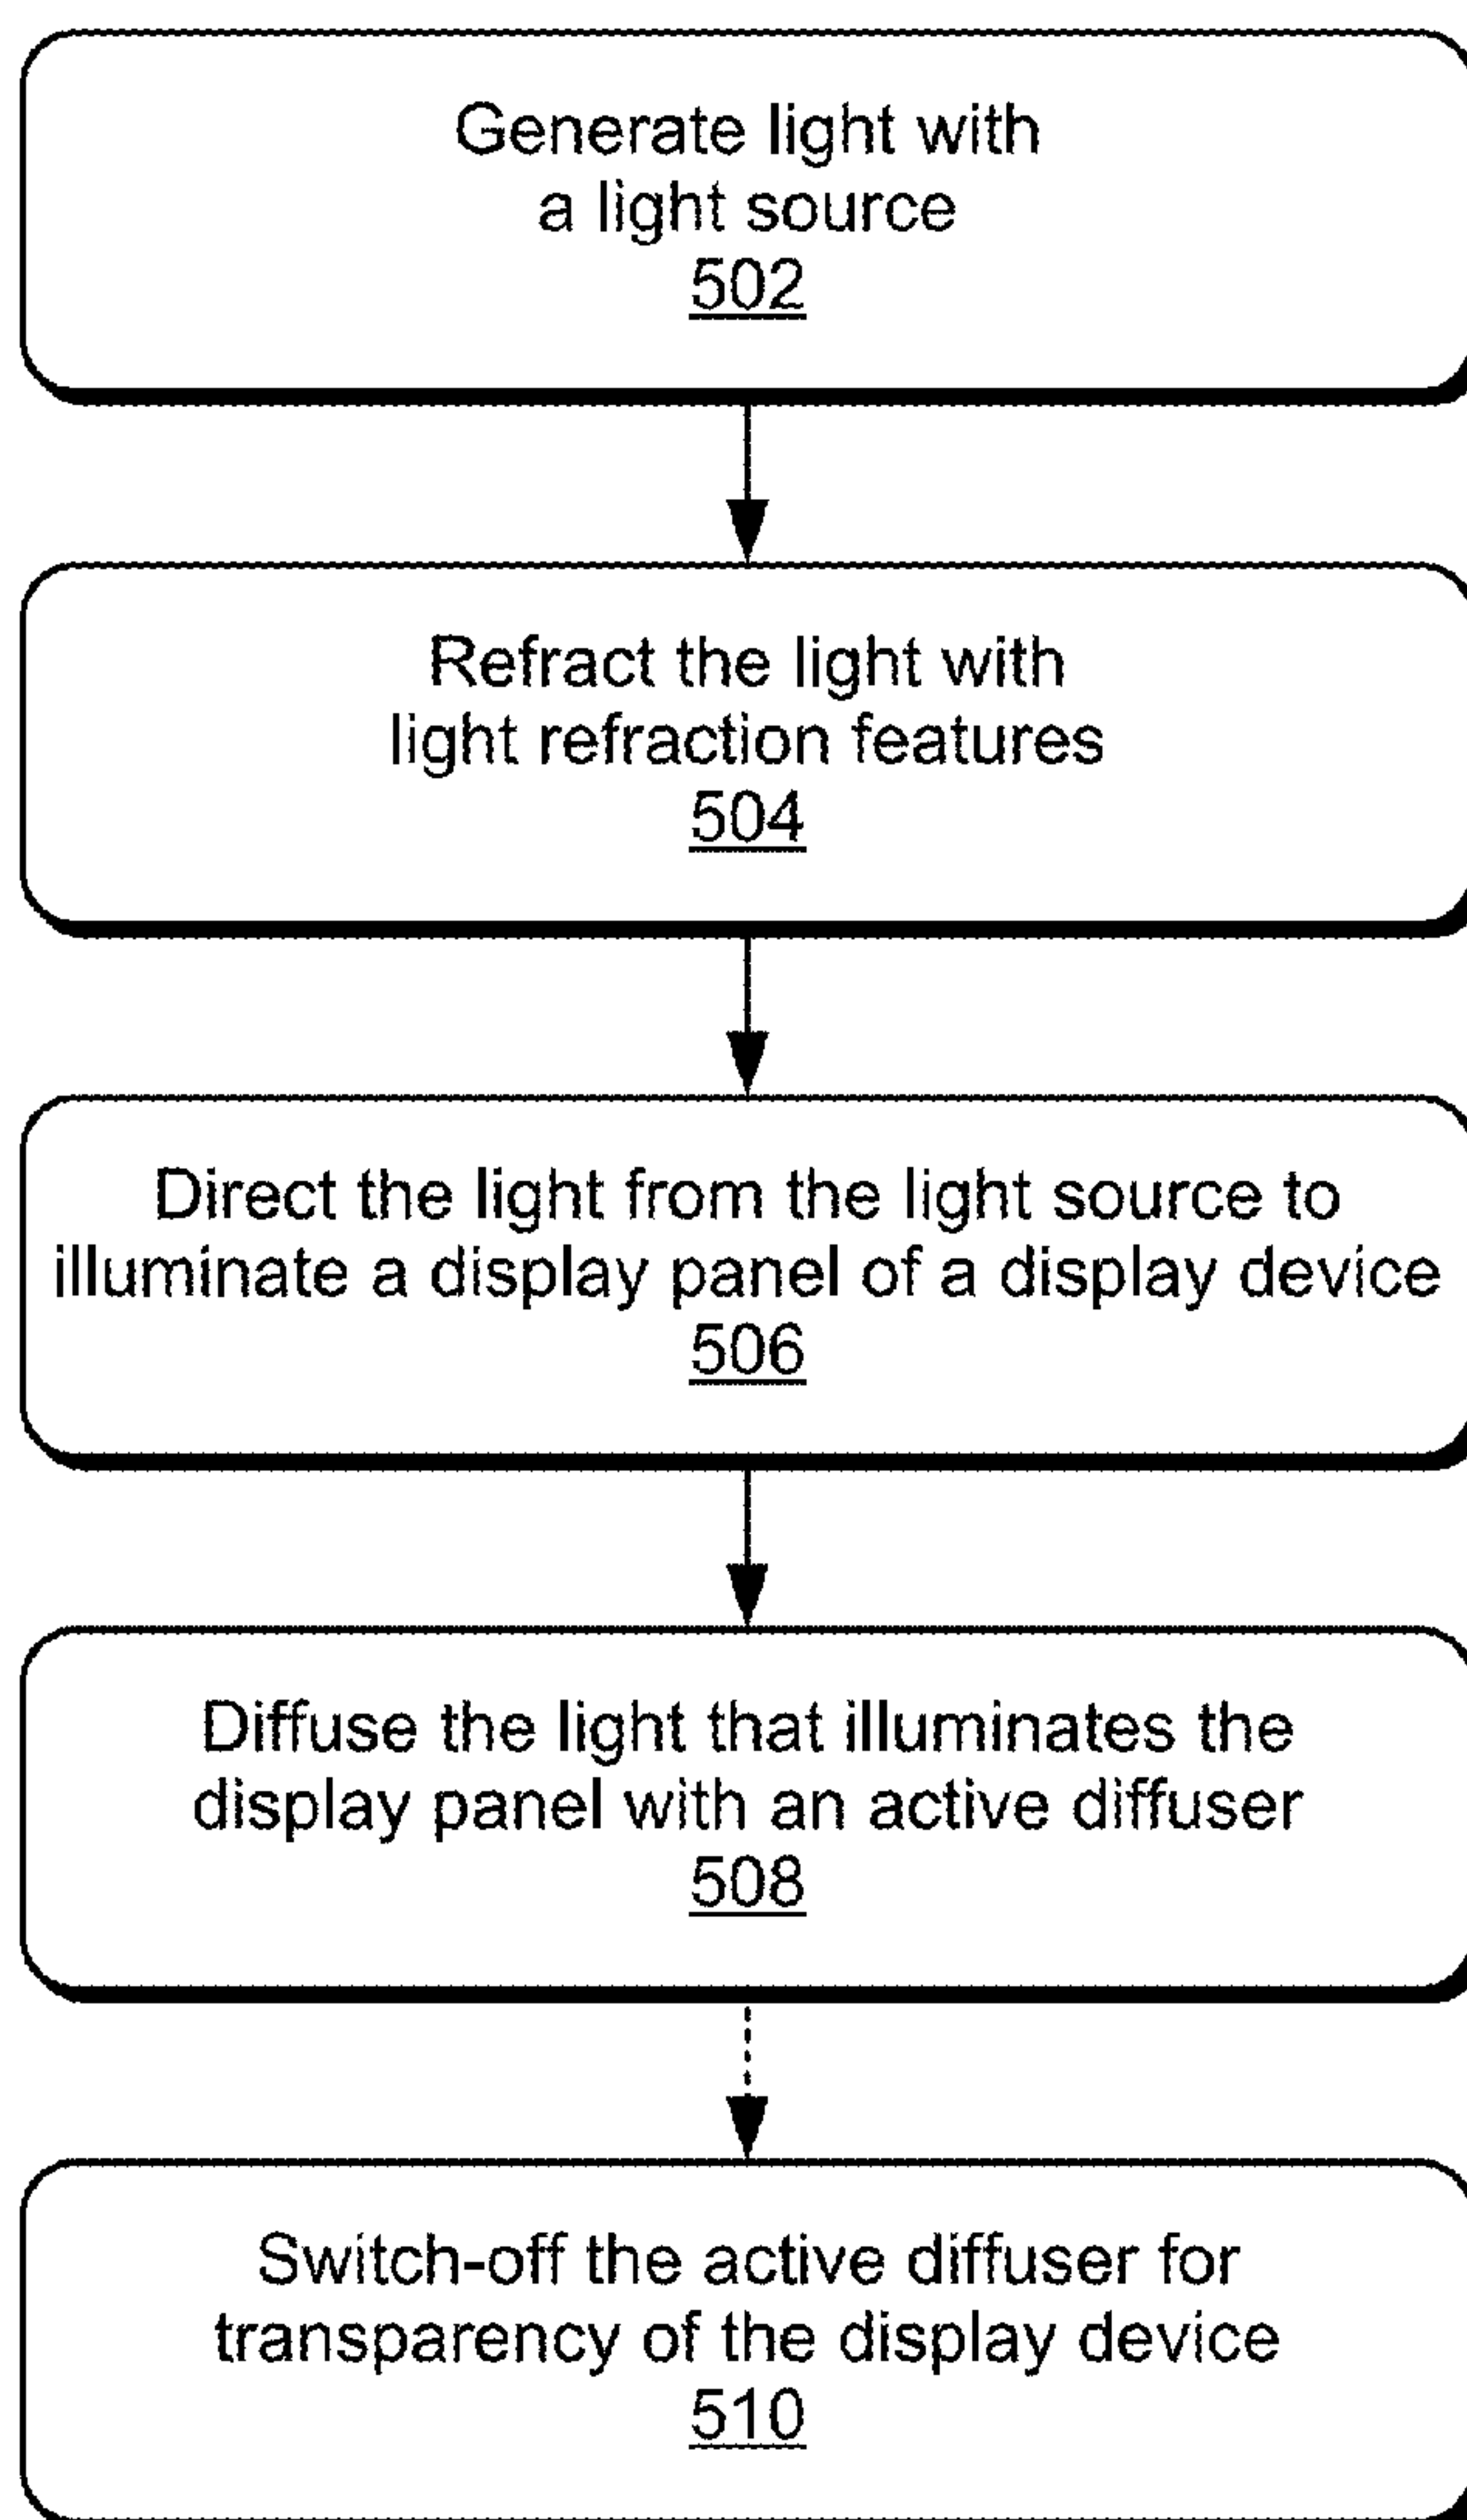 Generate light with
a light source
502
Refract the light with
light refraction features
504
Direct the light from the light source to
illuminate a display panel of a display device
506
Diffuse the light that illuminates the
display panel with an active diffuser
508
Switch-off the active diffuser for
transparency of the display device
510